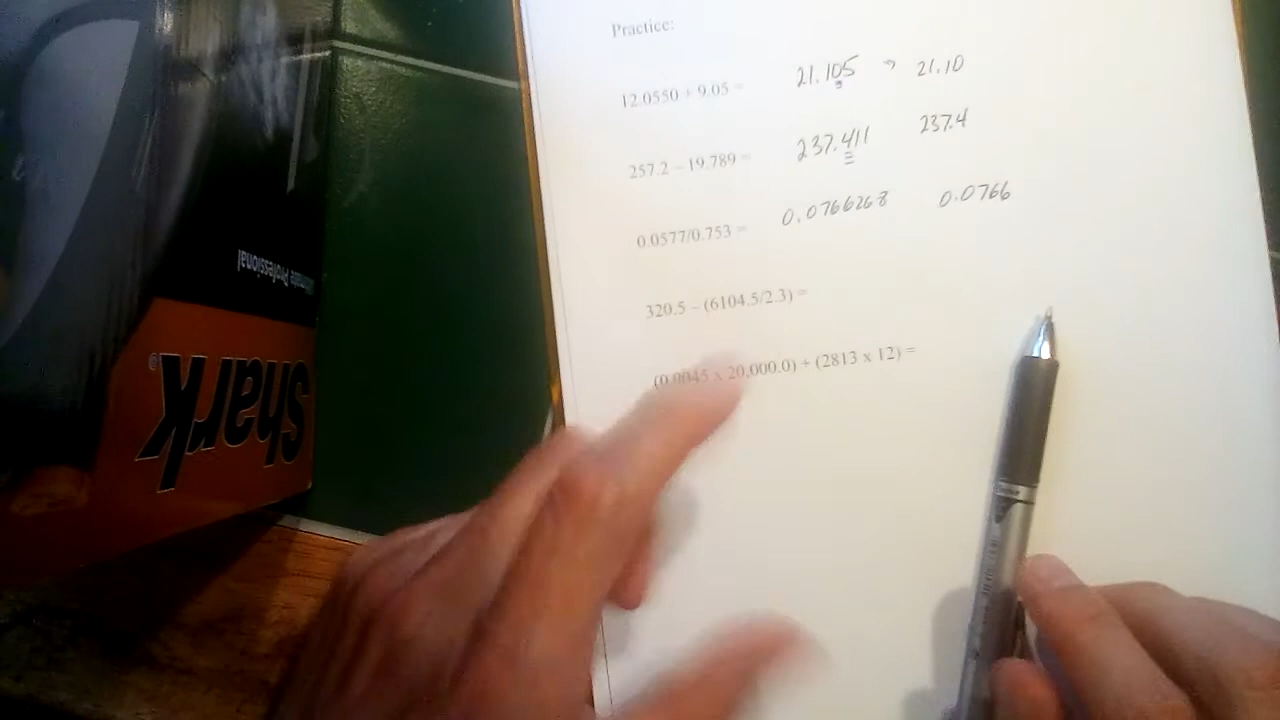 Practice:
12.0550 + 9.05 = 21.105 → 21.10
257.2 – 19.789 = 237.411 237.4
0.0577/0.753 = 0.0766268 0.0766
320.5 – (6104.5/2.3) =
(0.0045 x 20,000.0) + (2813 x 12) =
Professional
Shark®